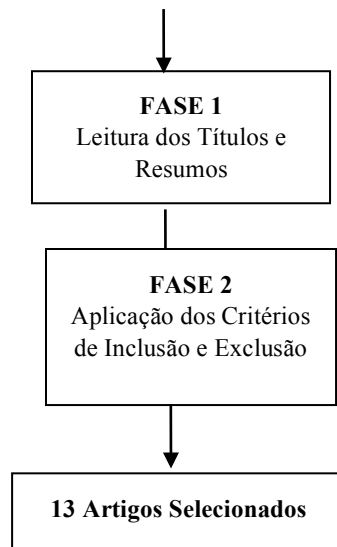 FASE 1
Leitura dos Títulos e
Resumos
FASE 2
Aplicação dos Critérios
de Inclusão e Exclusão
13 Artigos Selecionados